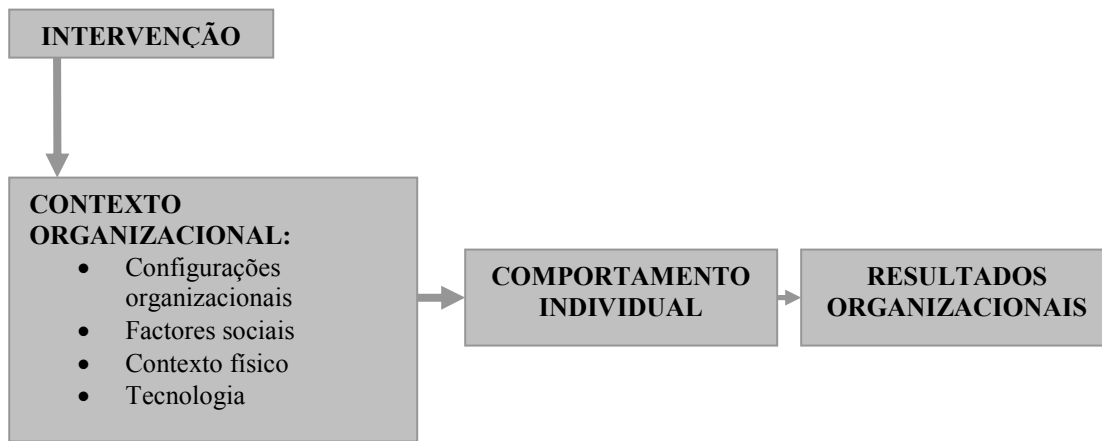 INTERVENÇÃO
CONTEXTO
ORGANIZACIONAL:
• Configurações
organizacionais
• Factores sociais
• Contexto físico
• Tecnologia
COMPORTAMENTO
INDIVIDUAL
RESULTADOS
ORGANIZACIONAIS